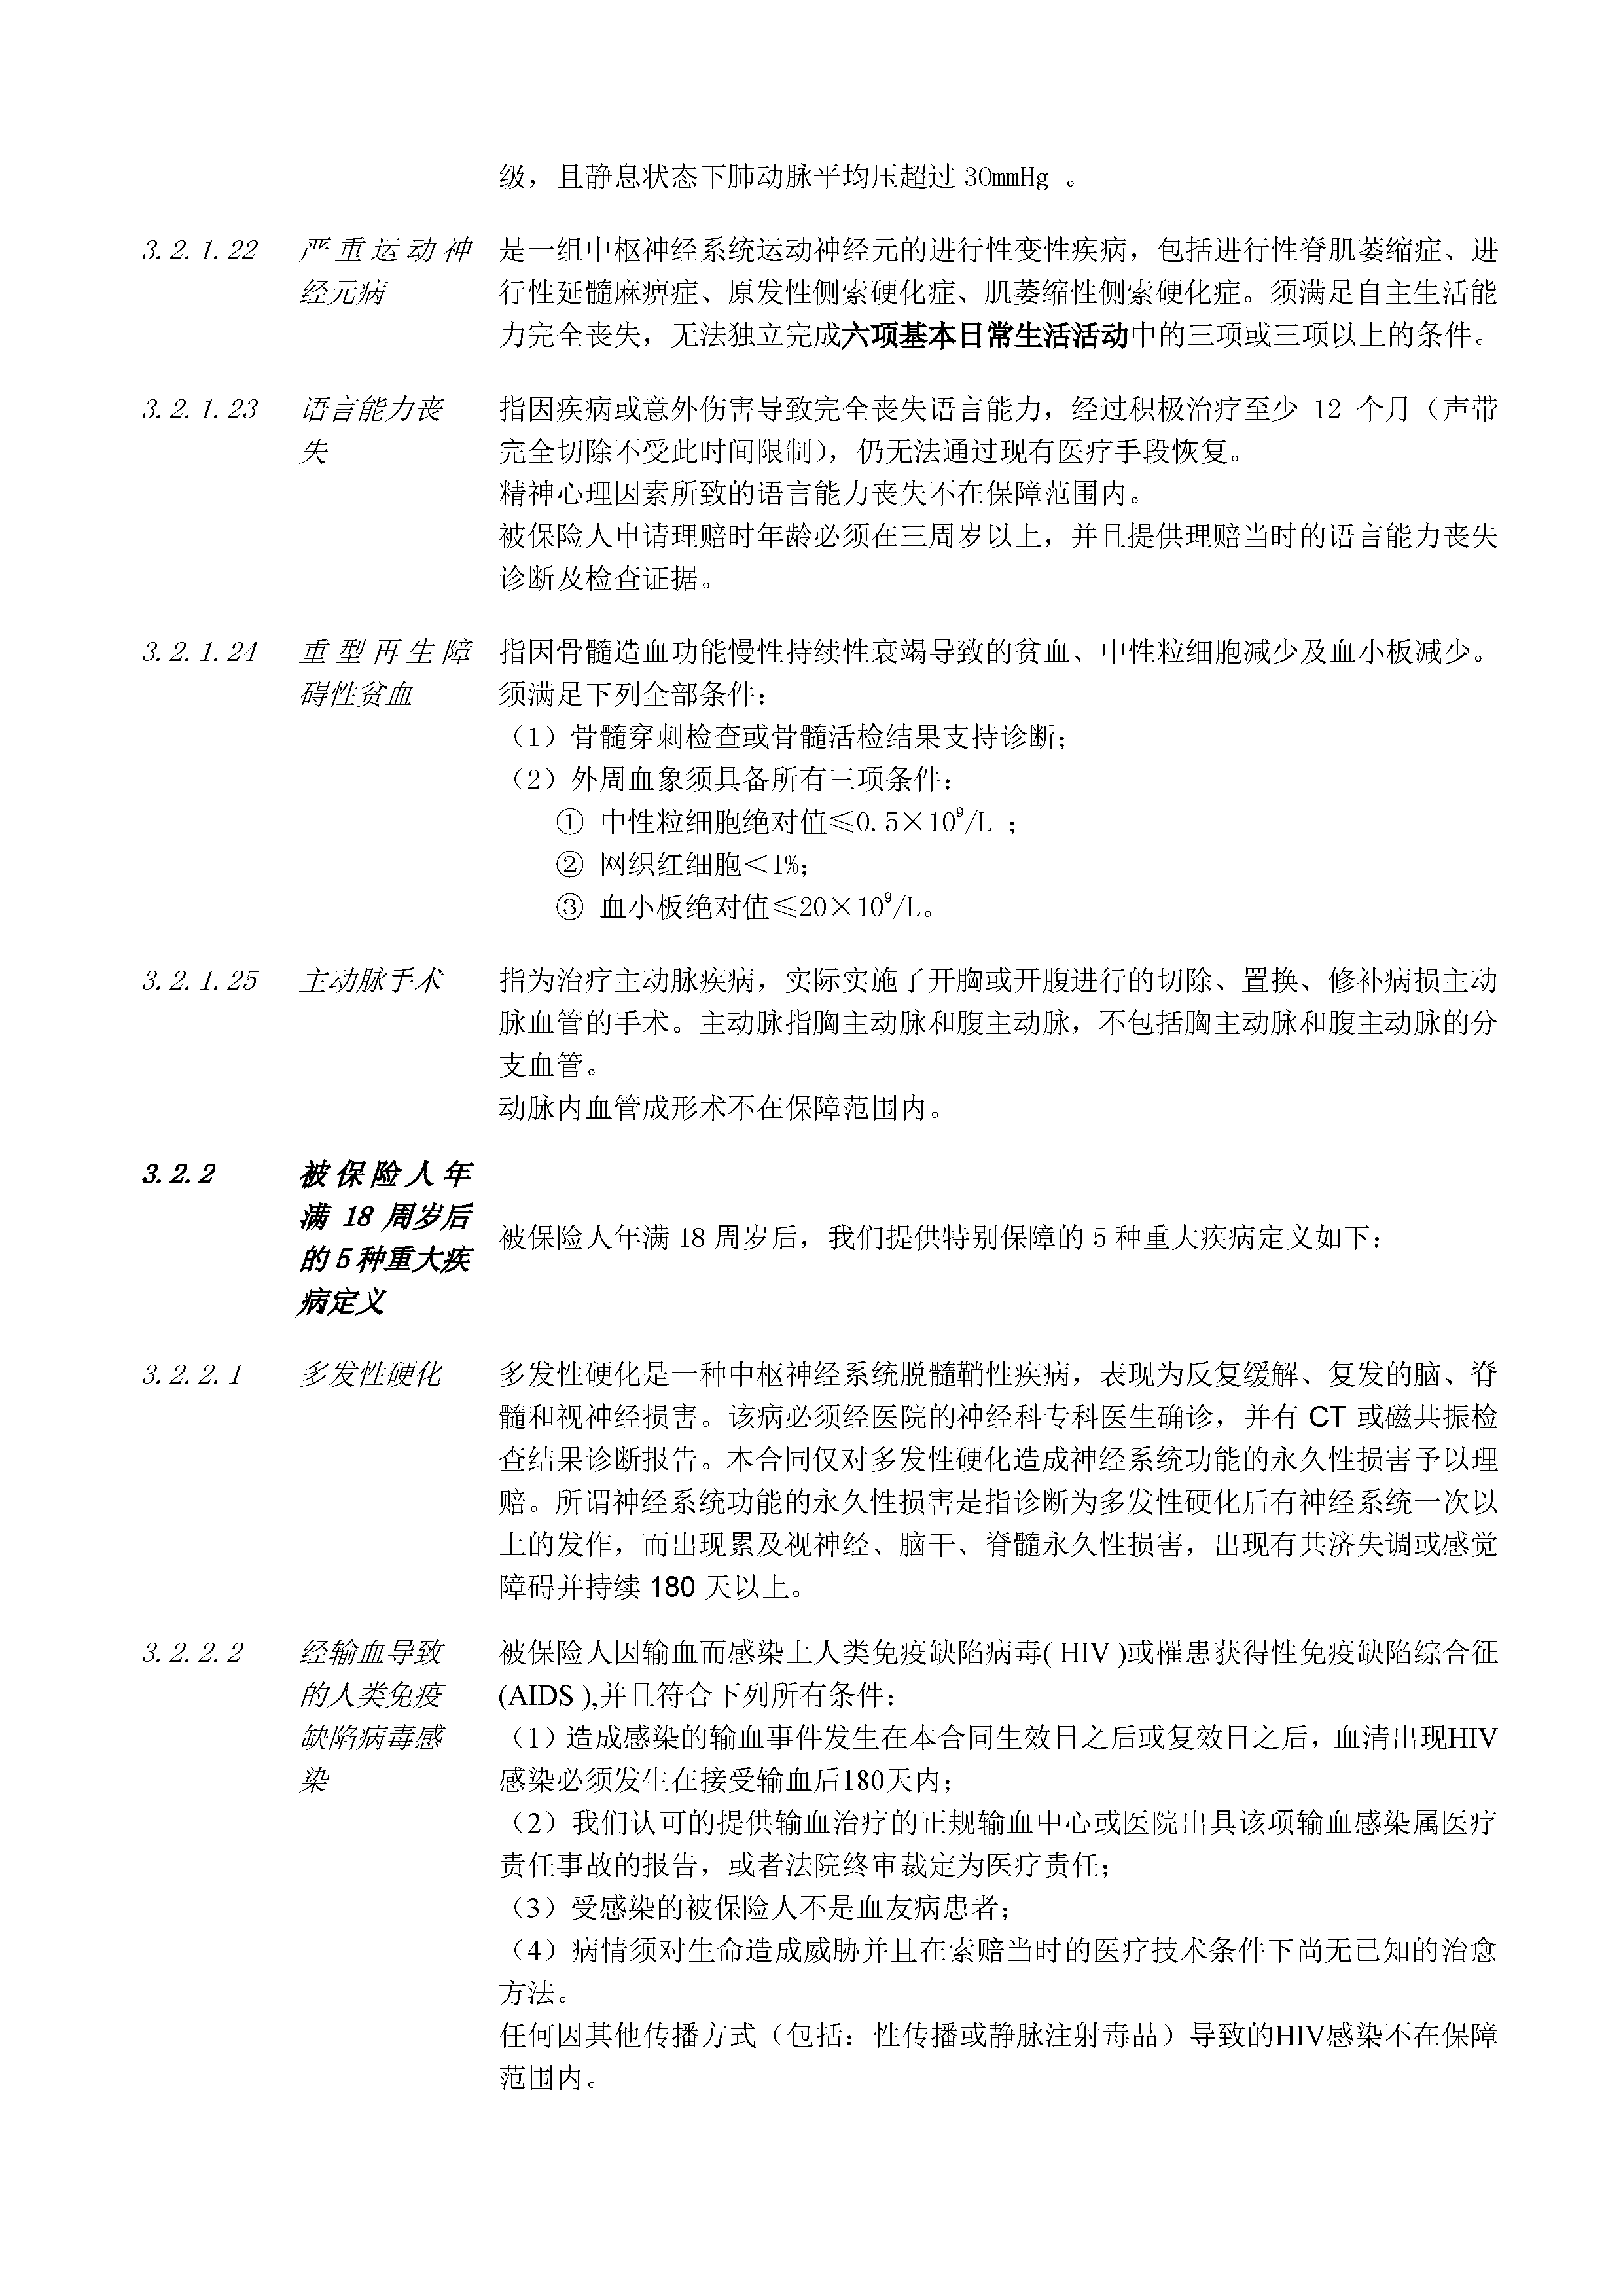 级，且静息状态下肺动脉平均压超过 30mmHg 。
3.2.1.22 严重运动神 是一组中枢神经系统运动神经元的进行性变性疾病，包括进行性脊肌萎缩症、进
经元病 行性延髓麻痹症、原发性侧索硬化症、肌萎缩性侧索硬化症。须满足自主生活能
力完全丧失，无法独立完成六项基本日常生活活动中的三项或三项以上的条件。
3.2.1.23 语言能力丧 指因疾病或意外伤害导致完全丧失语言能力，经过积极治疗至少 12 个月（声带
失 完全切除不受此时间限制），仍无法通过现有医疗手段恢复。
精神心理因素所致的语言能力丧失不在保障范围内。
被保险人申请理赔时年龄必须在三周岁以上，并且提供理赔当时的语言能力丧失
诊断及检查证据。
3.2.1.24 重型再生障 指因骨髓造血功能慢性持续性衰竭导致的贫血、中性粒细胞减少及血小板减少。
碍性贫血 须满足下列全部条件：
（1）骨髓穿刺检查或骨髓活检结果支持诊断；
（2）外周血象须具备所有三项条件：
① 中性粒细胞绝对值≤0.5×10⁹/L ；
② 网织红细胞＜1%；
③ 血小板绝对值≤20×10⁹/L。
3.2.1.25 主动脉手术 指为治疗主动脉疾病，实际实施了开胸或开腹进行的切除、置换、修补病损主动
脉血管的手术。主动脉指胸主动脉和腹主动脉，不包括胸主动脉和腹主动脉的分
支血管。
动脉内血管成形术不在保障范围内。
3.2.2 被保险人年
满 18 周岁后
被保险人年满 18 周岁后，我们提供特别保障的 5 种重大疾病定义如下：
的 5 种重大疾
病定义
3.2.2.1 多发性硬化 多发性硬化是一种中枢神经系统脱髓鞘性疾病，表现为反复缓解、复发的脑、脊
髓和视神经损害。该病必须经医院的神经科专科医生确诊，并有 CT 或磁共振检
查结果诊断报告。本合同仅对多发性硬化造成神经系统功能的永久性损害予以理
赔。所谓神经系统功能的永久性损害是指诊断为多发性硬化后有神经系统一次以
上的发作，而出现累及视神经、脑干、脊髓永久性损害，出现有共济失调或感觉
障碍并持续 180 天以上。
3.2.2.2 经输血导致 被保险人因输血而感染上人类免疫缺陷病毒( HIV )或罹患获得性免疫缺陷综合征
的人类免疫 (AIDS ),并且符合下列所有条件：
缺陷病毒感 （1）造成感染的输血事件发生在本合同生效日之后或复效日之后，血清出现HIV
染 感染必须发生在接受输血后180天内；
（2）我们认可的提供输血治疗的正规输血中心或医院出具该项输血感染属医疗
责任事故的报告，或者法院终审裁定为医疗责任；
（3）受感染的被保险人不是血友病患者；
（4）病情须对生命造成威胁并且在索赔当时的医疗技术条件下尚无已知的治愈
方法。
任何因其他传播方式（包括：性传播或静脉注射毒品）导致的HIV感染不在保障
范围内。